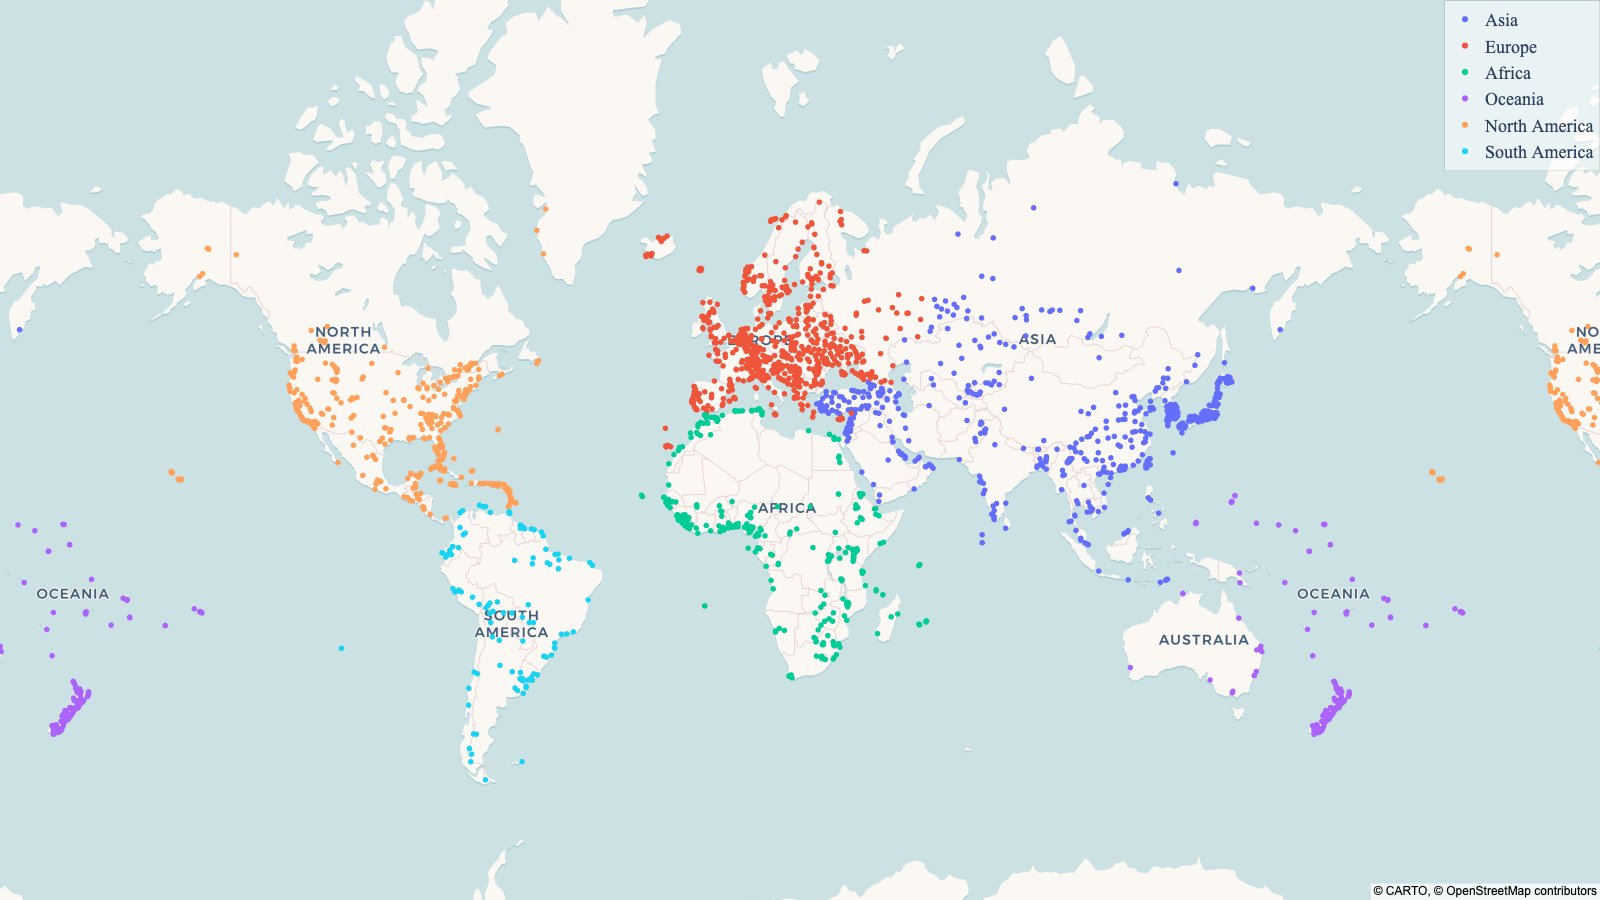 Asia
Europe
Africa
Oceania
North America
South America
NORTH
AMERICA
EUROPE
ASIA
NO
AME
AFRICA
OCEANIA
SOUTH
AMERICA
OCEANIA
AUSTRALIA
© CARTO, © OpenStreetMap contributors